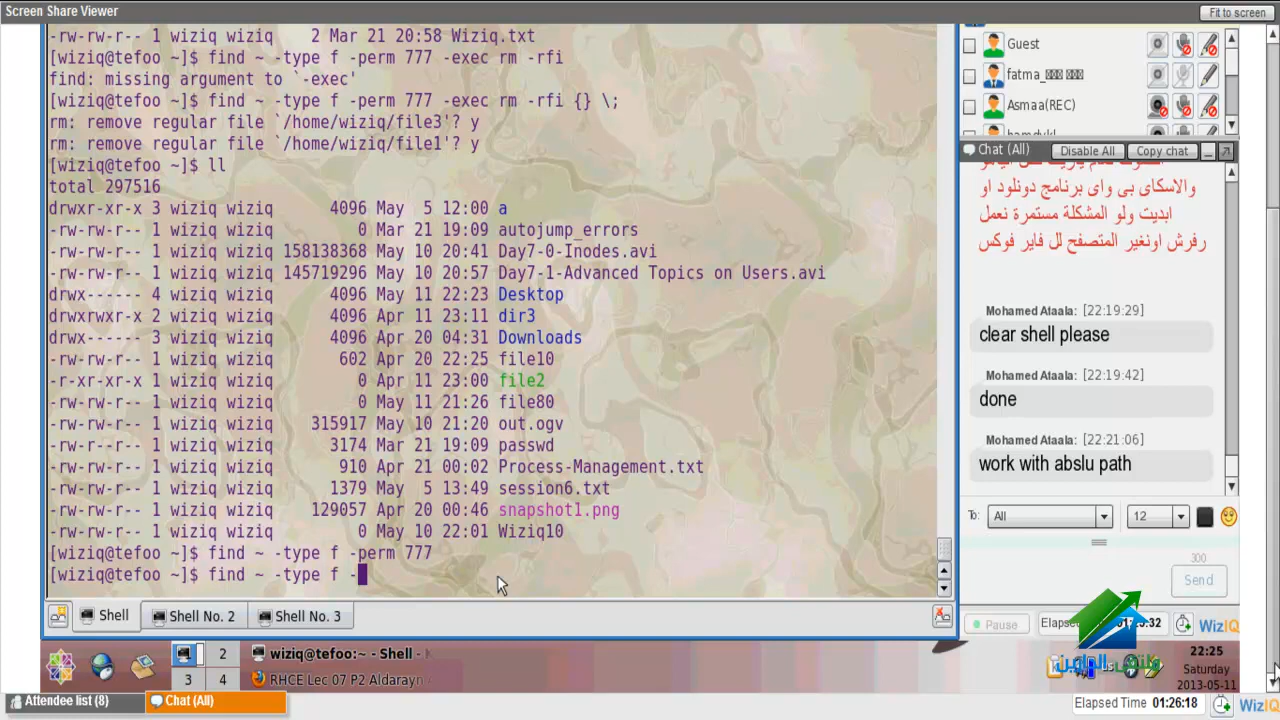 Screen Share Viewer
Fit to screen
-rw-rw-r-- 1 wiziq wiziq 2 Mar 21 20:58 Wiziq.txt
[wiziq@tefoo ~]$ find ~ -type f -perm 777 -exec rm -rfi
find: missing argument to `-exec'
[wiziq@tefoo ~]$ find ~ -type f -perm 777 -exec rm -rfi {} \;
rm: remove regular file `/home/wiziq/file3'? y
rm: remove regular file `/home/wiziq/file1'? y
[wiziq@tefoo ~]$ ll
total 297516
drwxr-xr-x 3 wiziq wiziq 4096 May 5 12:00 a
-rw-rw-r-- 1 wiziq wiziq 0 Mar 21 19:09 autojump_errors
-rw-rw-r-- 1 wiziq wiziq 158138368 May 10 20:41 Day7-0-Inodes.avi
-rw-rw-r-- 1 wiziq wiziq 145719296 May 10 20:57 Day7-1-Advanced Topics on Users.avi
drwx------ 4 wiziq wiziq 4096 May 11 22:23 Desktop
drwxrwxr-x 2 wiziq wiziq 4096 Apr 11 23:11 dir3
drwx------ 3 wiziq wiziq 4096 Apr 20 04:31 Downloads
-rw-rw-r-- 1 wiziq wiziq 602 Apr 20 22:25 file10
-r-xr-xr-x 1 wiziq wiziq 0 Apr 11 23:00 file2
-rw-rw-r-- 1 wiziq wiziq 0 May 11 21:26 file80
-rw-rw-r-- 1 wiziq wiziq 315917 May 10 21:20 out.ogv
-rw-r--r-- 1 wiziq wiziq 3174 Mar 21 19:09 passwd
-rw-rw-r-- 1 wiziq wiziq 910 Apr 21 00:02 Process-Management.txt
-rw-rw-r-- 1 wiziq wiziq 1379 May 5 13:49 session6.txt
-rw-rw-r-- 1 wiziq wiziq 129057 Apr 20 00:46 snapshot1.png
-rw-rw-r-- 1 wiziq wiziq 0 May 10 22:01 Wiziq10
[wiziq@tefoo ~]$ find ~ -type f -perm 777
[wiziq@tefoo ~]$ find ~ -type f -
Shell
Shell No. 2
Shell No. 3
2
wiziq@tefoo:~ - Shell -
3 4
RHCE Lec 07 P2 Aldarayn
Attendee list (8)
Chat (All)
Guest
fatma_
Asmaa(REC)
Chat (All)
Disable All
Copy chat
والاسكاى بى واى برنامج دونلود او
ابديت ولو المشكلة مستمرة نعمل
رفرش اونغير المتصفح لل فاير فوكس
Mohamed Ataala: [22:19:29]
clear shell please
Mohamed Ataala: [22:19:42]
done
Mohamed Ataala: [22:21:06]
work with abslu path
To: All 12
300
Send
Pause
WizIQ
22:25
Saturday
2013-05-11
Elapsed Time 01:26:18
WizIQ